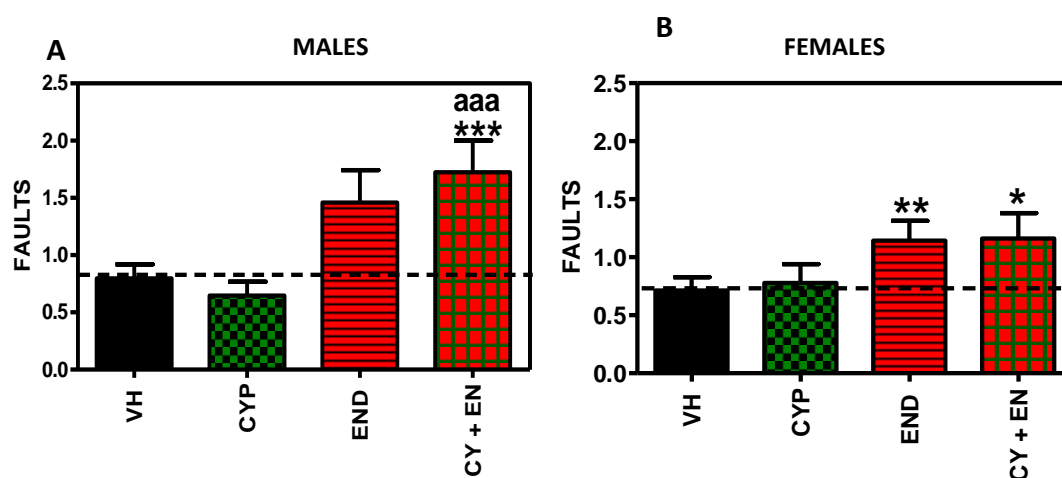 A
MALES
2.5
2.0
1.5
1.0
0.5
0.0
FAULTS
aaa
***
VH
CYP
END
CY + EN
B
FEMALES
2.5
2.0
1.5
1.0
0.5
0.0
FAULTS
**
*
VH
CYP
END
CY + EN